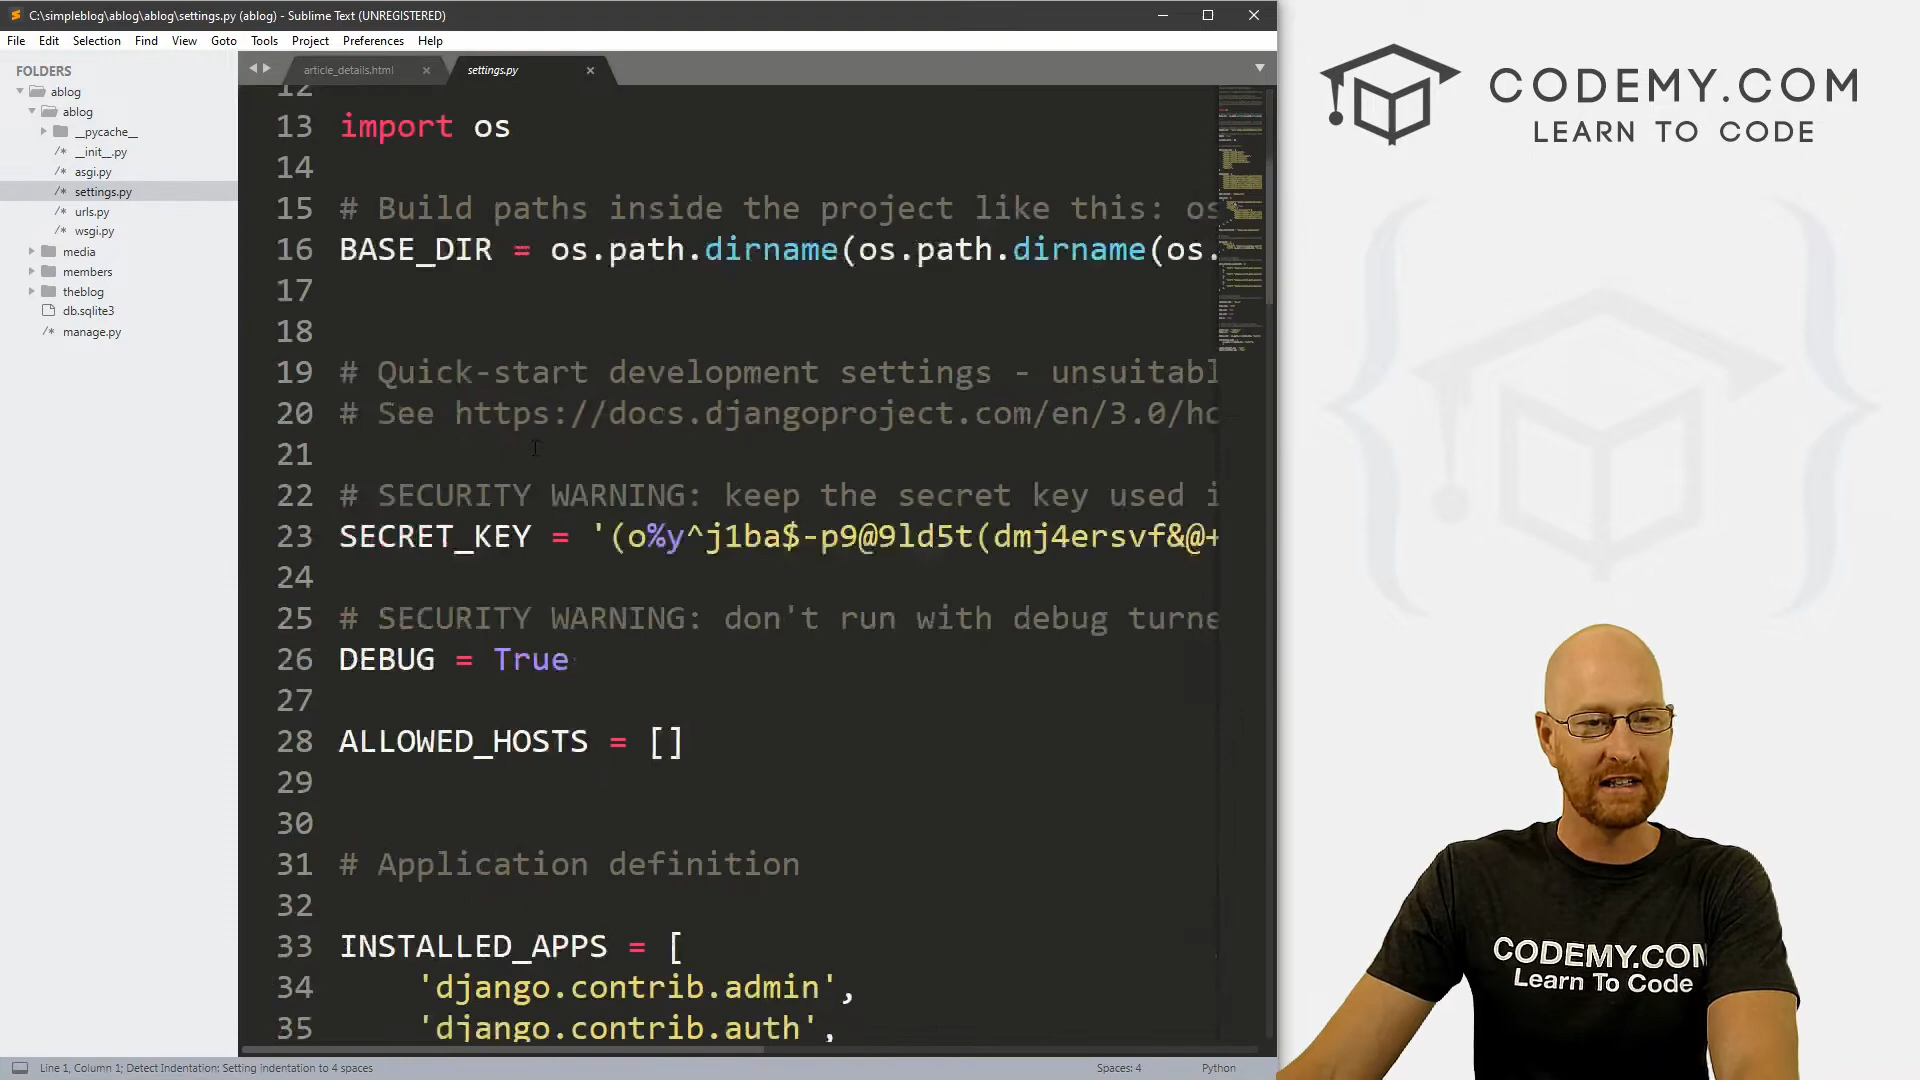 C:\simpleblog\ablog\ablog\settings.py (ablog) - Sublime Text (UNREGISTERED)
File Edit Selection Find View Goto Tools Project Preferences Help
FOLDERS
ablog
ablog
__pycache__
__init__.py
asgi.py
settings.py
urls.py
wsgi.py
media
members
theblog
db.sqlite3
manage.py
article_details.html
settings.py
12
13 import os
14
15 # Build paths inside the project like this: os
16 BASE_DIR = os.path.dirname(os.path.dirname(os.
17
18
19 # Quick-start development settings - unsuitabl
20 # See https://docs.djangoproject.com/en/3.0/ho
21
22 # SECURITY WARNING: keep the secret key used i
23 SECRET_KEY = '(o%y^j1ba$-p9@9ld5t(dmj4ersvf&@+
24
25 # SECURITY WARNING: don't run with debug turne
26 DEBUG = True
27
28 ALLOWED_HOSTS = []
29
30
31 # Application definition
32
33 INSTALLED_APPS = [
34 'django.contrib.admin',
35 'django.contrib.auth',
Line 1, Column 1; Detect Indentation: Setting indentation to 4 spaces
Spaces: 4
Python
CODEMY.COM
LEARN TO CODE
CODEMY.COM
Learn To Code